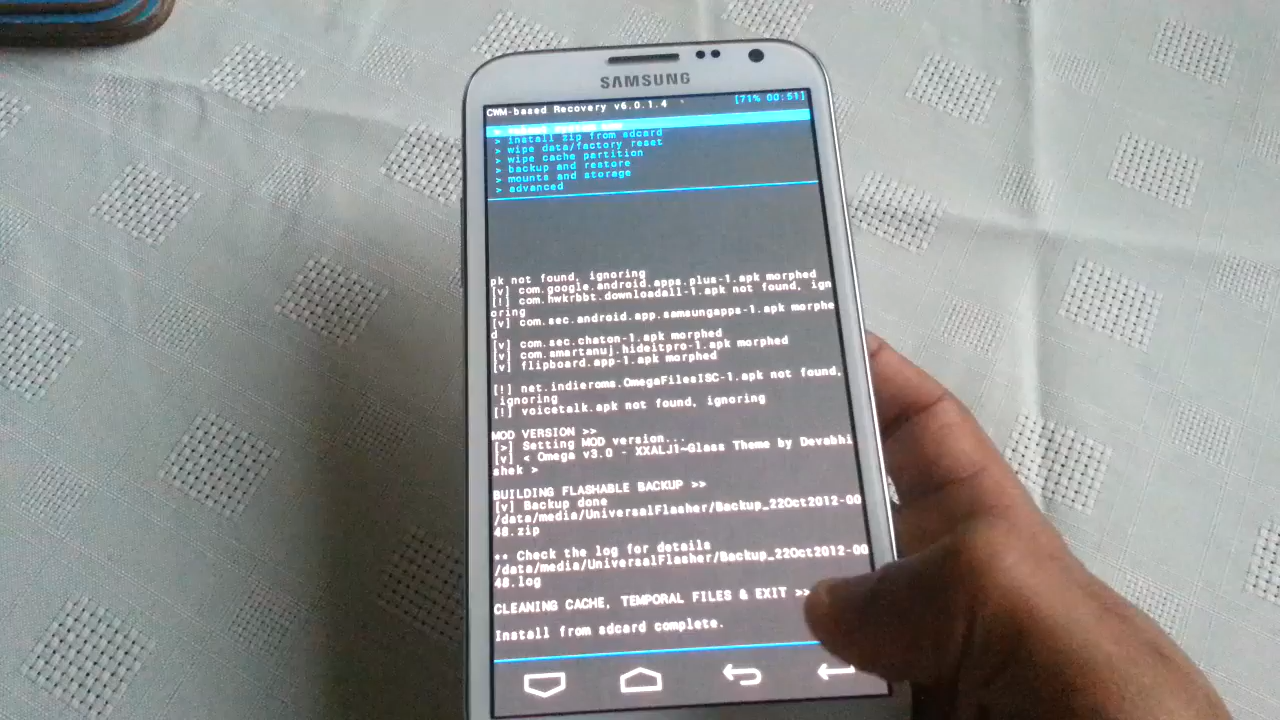 SAMSUNG
CWM-based Recovery v6.0.1.4
[71% 00:51]
> reboot system now
> install zip from sdcard
> wipe data/factory reset
> wipe cache partition
> backup and restore
> mounts and storage
> advanced
pk not found, ignoring
[v] com.google.android.apps.plus-1.apk morphed
[!] com.hwkrbbt.downloadall-1.apk not found, ign
oring
[v] com.sec.android.app.samsungapps-1.apk morphe
d
[v] com.sec.chaton-1.apk morphed
[v] com.smartanuj.hideitpro-1.apk morphed
[v] flipboard.app-1.apk morphed
[!] net.indieroms.OmegaFilesISC-1.apk not found,
ignoring
[!] voicetalk.apk not found, ignoring
MOD VERSION >>
[>] Setting MOD version...
[v] < Omega v3.0 - XXALJ1~Glass Theme by Devabhi
shek >
BUILDING FLASHABLE BACKUP >>
[v] Backup done
/data/media/UniversalFlasher/Backup_22Oct2012-00
48.zip
** Check the log for details
/data/media/UniversalFlasher/Backup_22Oct2012-00
48.log
CLEANING CACHE, TEMPORAL FILES & EXIT >>
Install from sdcard complete.